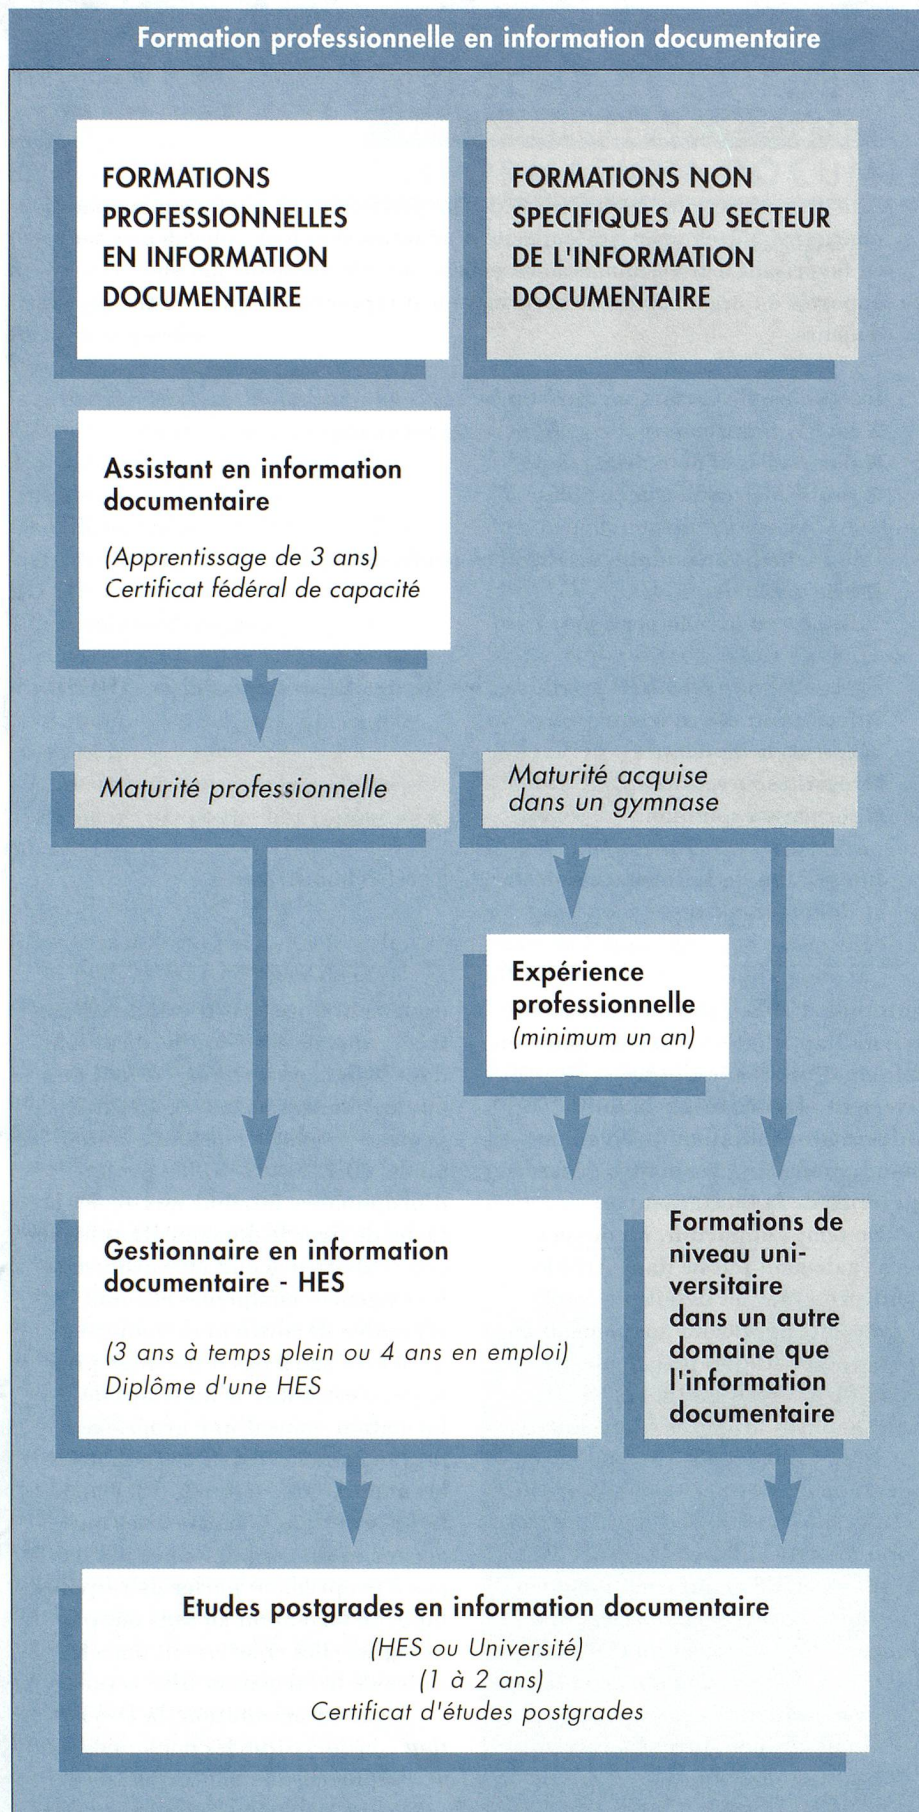 Formation professionnelle en information documentaire
FORMATIONS
PROFESSIONNELLES
EN INFORMATION
DOCUMENTAIRE
FORMATIONS NON
SPECIFIQUES AU SECTEUR
DE L'INFORMATION
DOCUMENTAIRE
Assistant en information
documentaire
(Apprentissage de 3 ans)
Certificat fédéral de capacité
Maturité professionnelle
Maturité acquise
dans un gymnase
Expérience
professionnelle
(minimum un an)
Gestionnaire en information
documentaire - HES
(3 ans à temps plein ou 4 ans en emploi)
Diplôme d'une HES
Formations de
niveau uni-
versitaire
dans un autre
domaine que
l'information
documentaire
Etudes postgrades en information documentaire
(HES ou Université)
(1 à 2 ans)
Certificat d'études postgrades